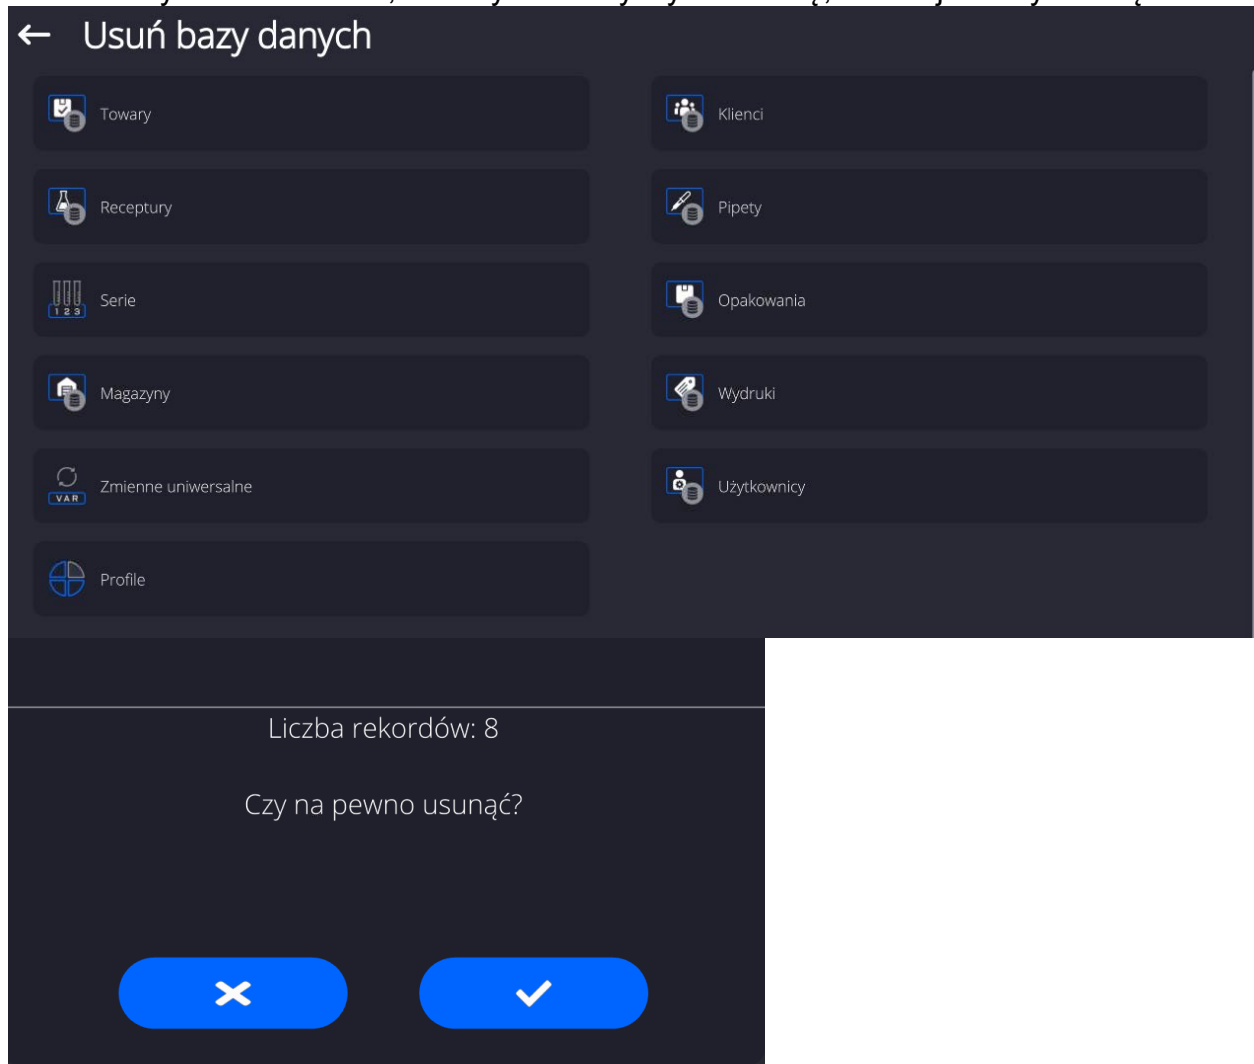 Usuń bazy danych
Towary
Klienci
Receptury
Pipety
Serie
1 2 3
Opakowania
Magazyny
Wydruki
Zmienne uniwersalne
VAR
Użytkownicy
Profile
Liczba rekordów: 8
Czy na pewno usunąć?